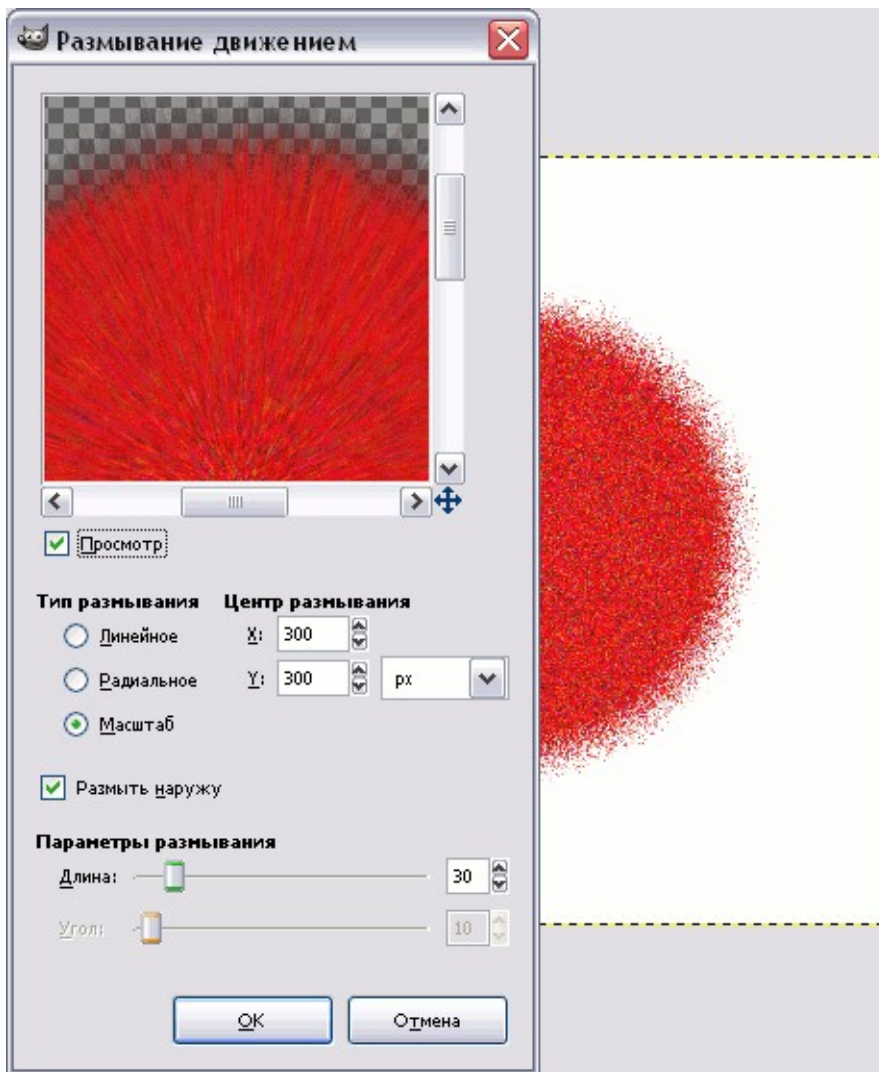 Размывание движением
Просмотр
Тип размывания Центр размывания
Линейное X: 300
Радиальное Y: 300 px
Масштаб
Размыть наружу
Параметры размывания
Длина: 30
Угол: 10
OK Отмена